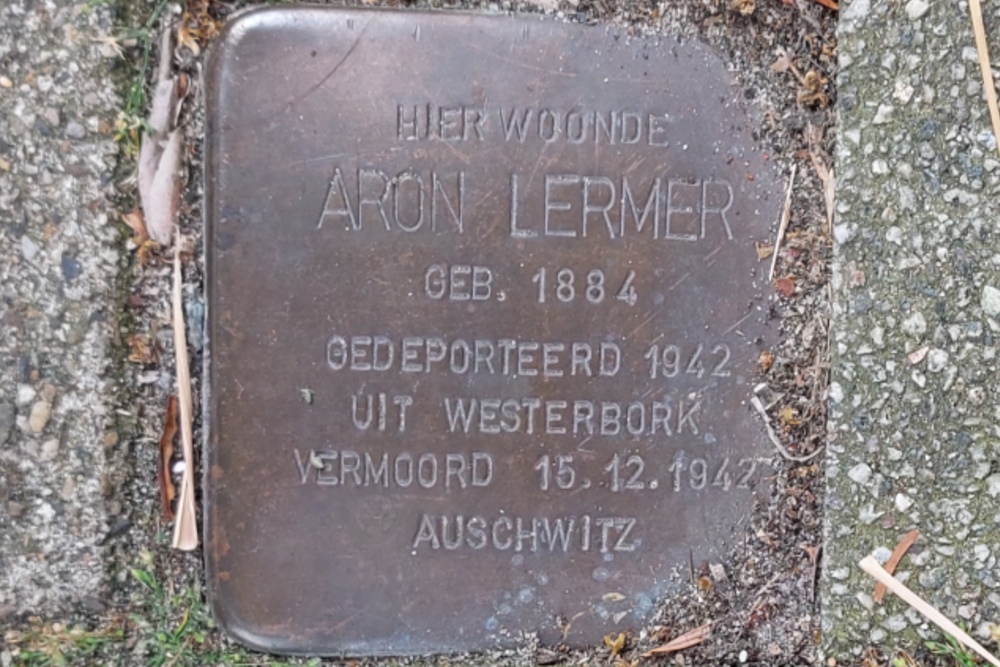 HIER WOONDE
ARON LERMER
GEB. 1884
GEDEPORTEERD 1942
UIT WESTERBORK
VERMOORD 15.12.1942
AUSCHWITZ